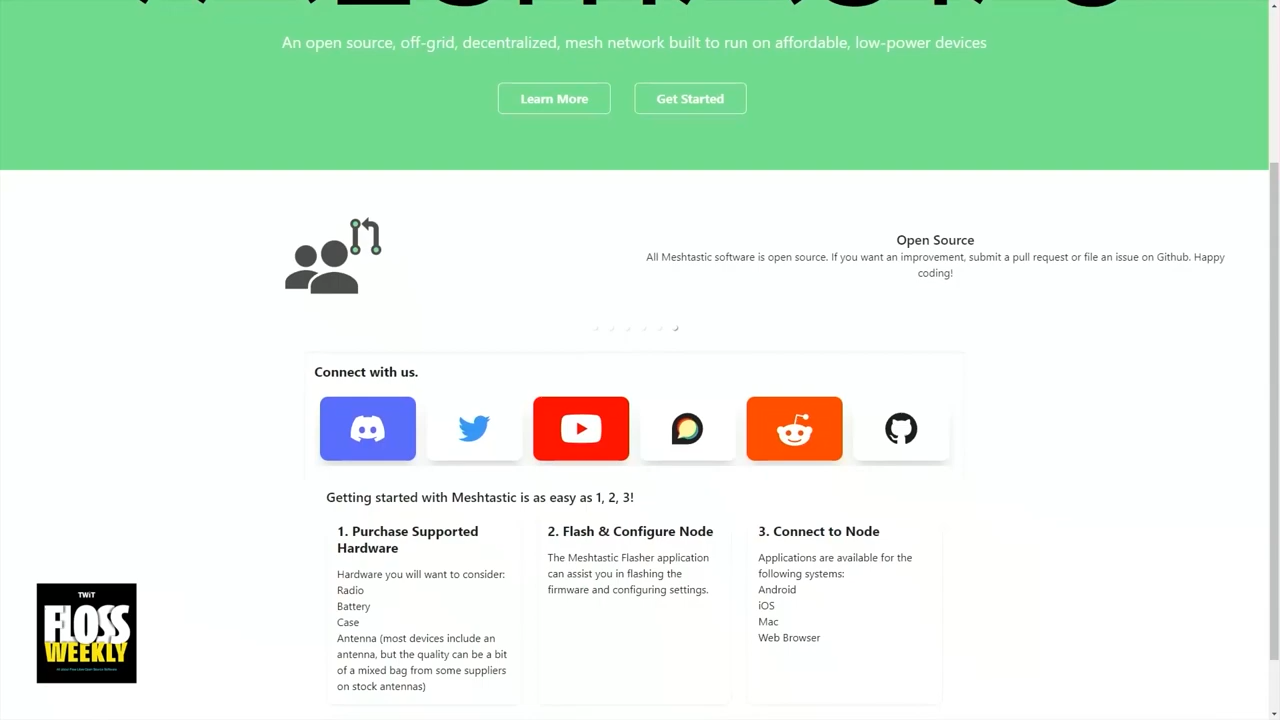 An open source, off-grid, decentralized, mesh network built to run on affordable, low-power devices
Learn More
Get Started
Open Source
All Meshtastic software is open source. If you want an improvement, submit a pull request or file an issue on Github. Happy
coding!
Connect with us.
Getting started with Meshtastic is as easy as 1, 2, 3!
1. Purchase Supported
Hardware
Hardware you will want to consider:
Radio
Battery
Case
Antenna (most devices include an
antenna, but the quality can be a bit
of a mixed bag from some suppliers
on stock antennas)
2. Flash & Configure Node
The Meshtastic Flasher application
can assist you in flashing the
firmware and configuring settings.
3. Connect to Node
Applications are available for the
following systems:
Android
iOS
Mac
Web Browser
TWiT
FLOSS
WEEKLY